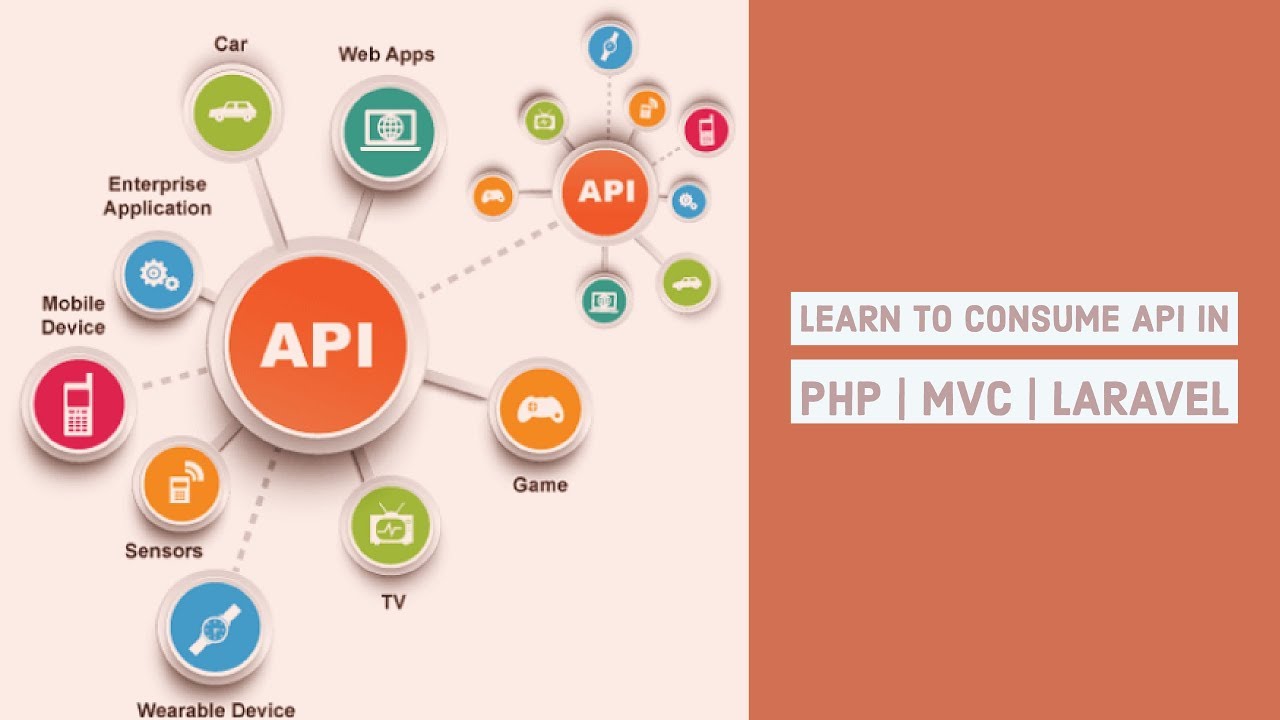 Car
Web Apps
Enterprise
Application
Mobile
Device
API
API
Game
Sensors
TV
Wearable Device
LEARN TO CONSUME API IN
PHP | MVC | LARAVEL